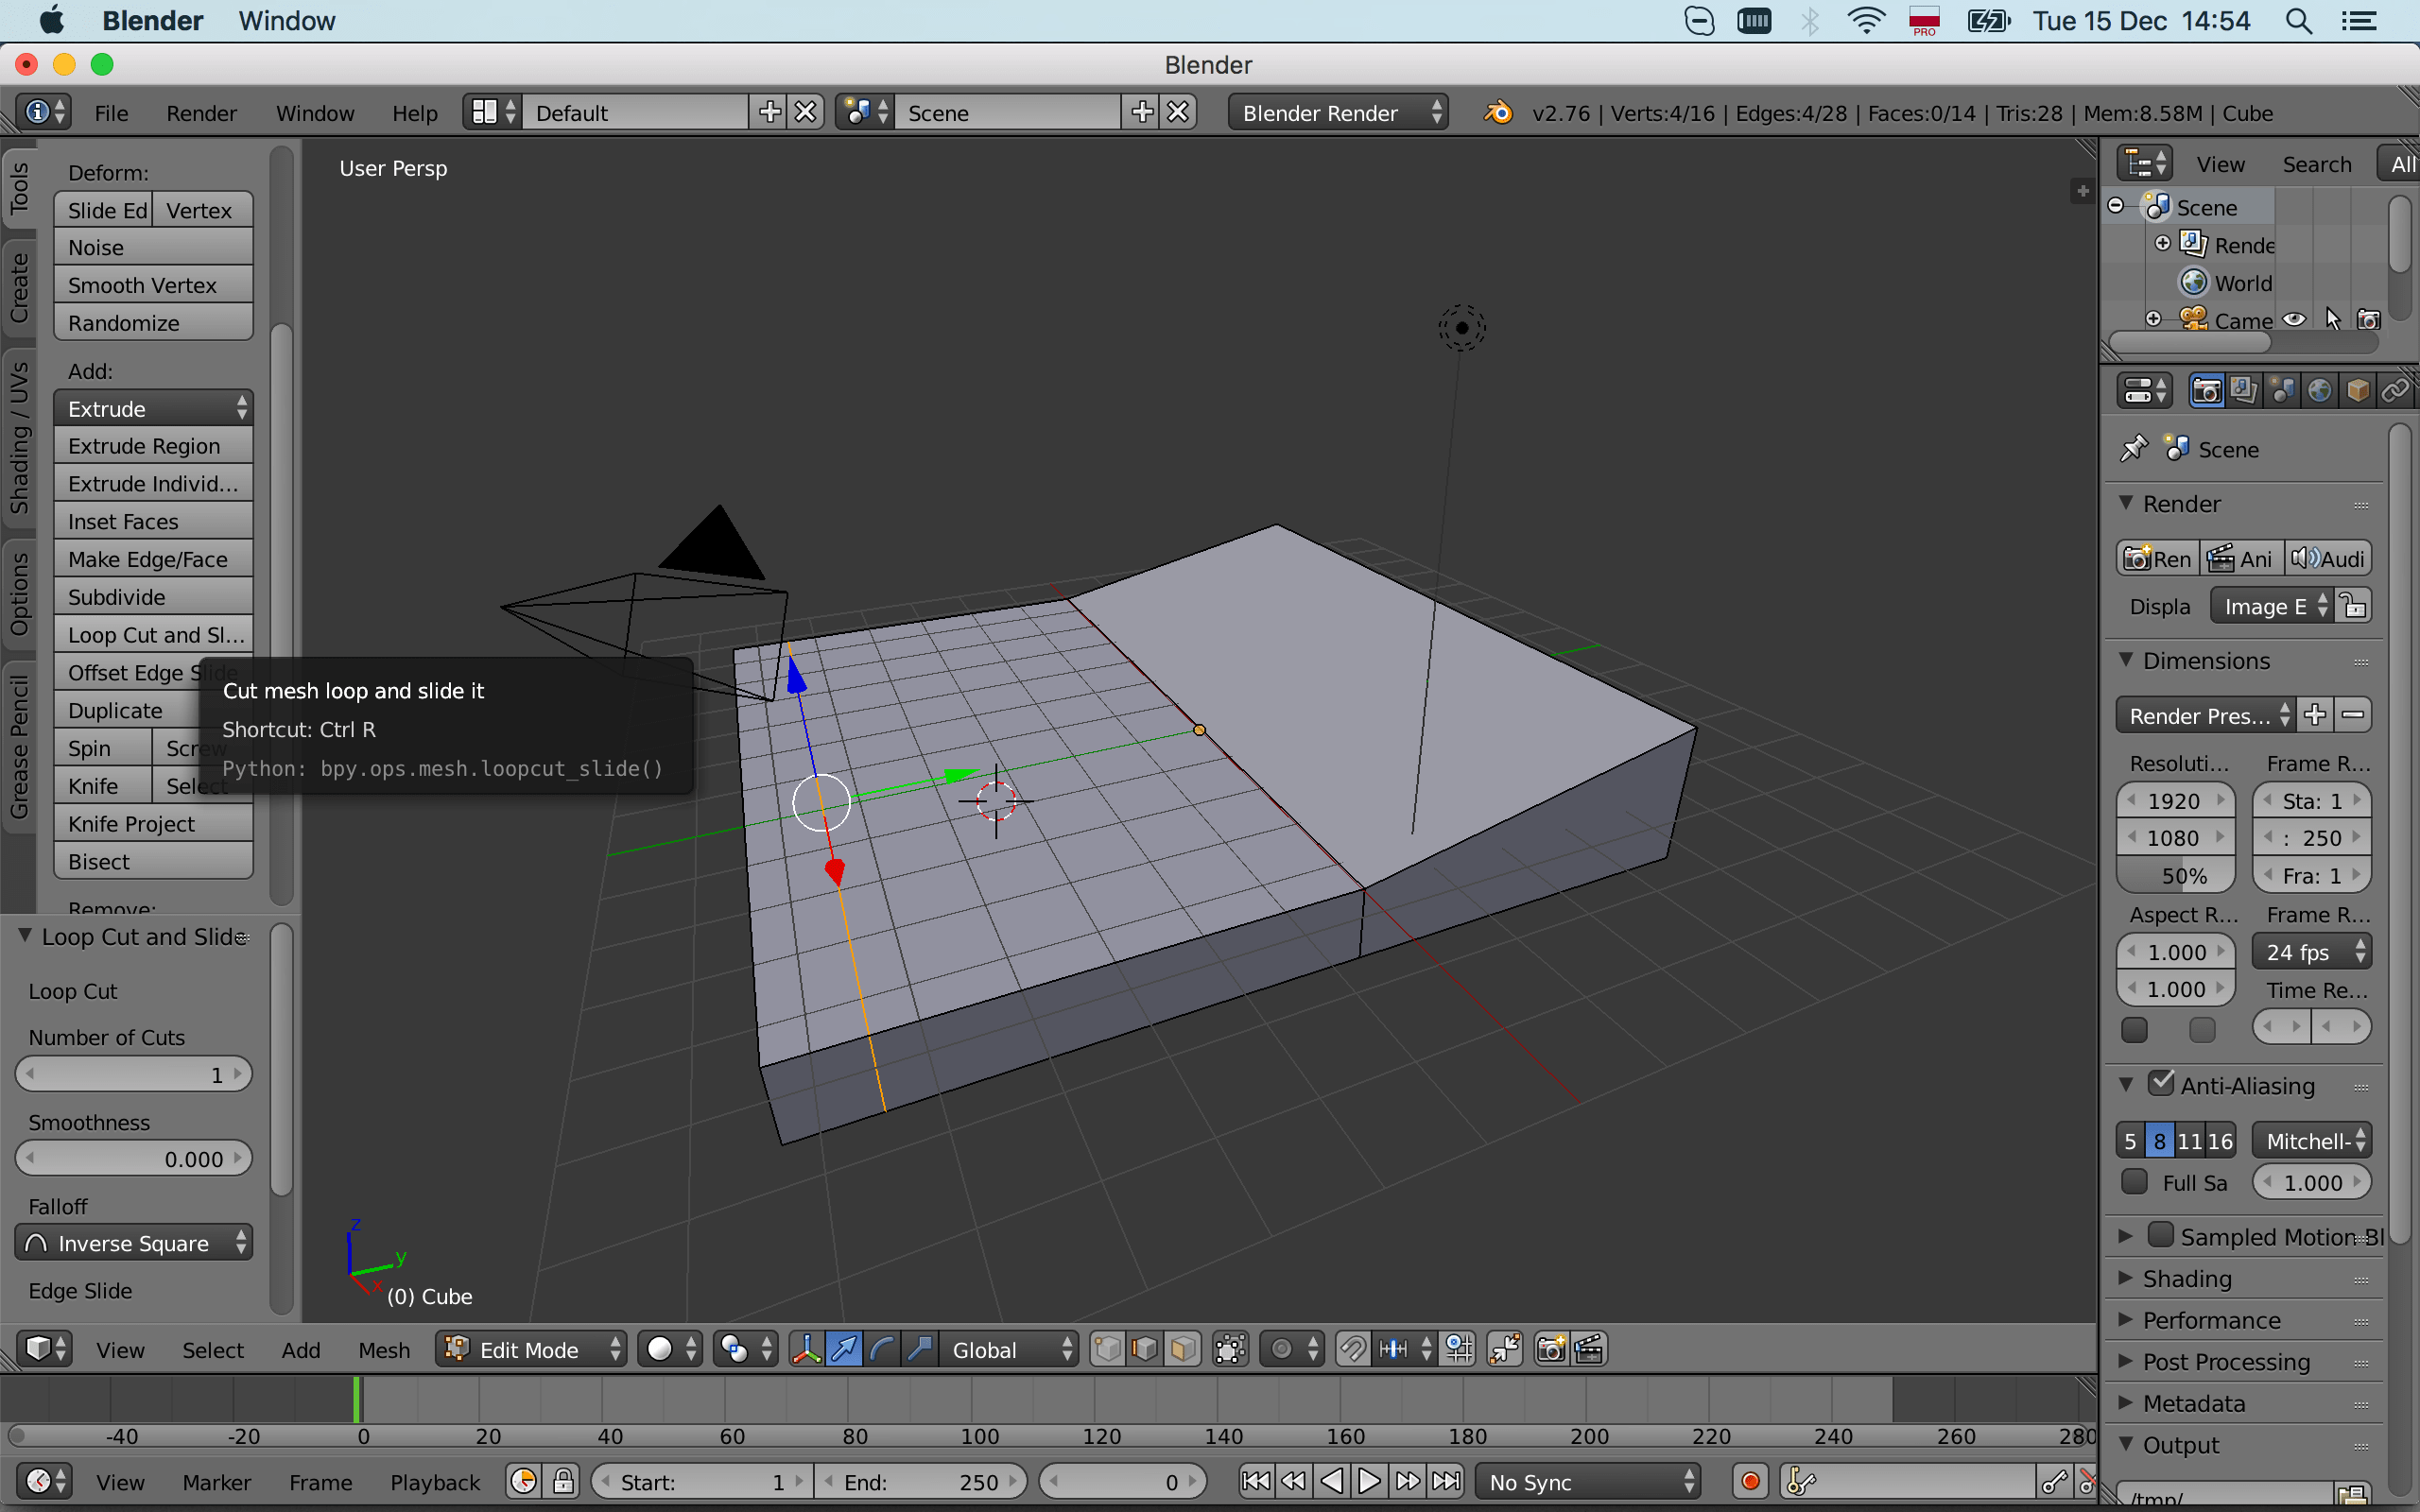 Blender Window PRO Tue 15 Dec 14:54
Blender
File Render Window Help Default Scene Blender Render v2.76 | Verts:4/16 | Edges:4/28 | Faces:0/14 | Tris:28 | Mem:8.58M | Cube
Tools
Create
Shading / UVs
Options
Grease Pencil
Deform:
Slide Ed Vertex
Noise
Smooth Vertex
Randomize
Add:
Extrude
Extrude Region
Extrude Individ...
Inset Faces
Make Edge/Face
Subdivide
Loop Cut and Sl...
Offset Edge Slide
Duplicate
Spin Screw
Knife Select
Knife Project
Bisect
Remove:
Cut mesh loop and slide it
Shortcut: Ctrl R
Python: bpy.ops.mesh.loopcut_slide()
Loop Cut and Slide
Loop Cut
Number of Cuts
1
Smoothness
0.000
Falloff
Inverse Square
Edge Slide
User Persp
z
y
x
(0) Cube
View Search All
Scene
Rende
World
Came
Scene
Render
Ren Ani Audi
Displa Image E
Dimensions
Render Pres...
Resoluti... Frame R...
1920 Sta: 1
1080 : 250
50% Fra: 1
Aspect R... Frame R...
1.000 24 fps
1.000 Time Re...
Anti-Aliasing
5 8 11 16 Mitchell-
Full Sa 1.000
Sampled Motion Bl
Shading
Performance
Post Processing
Metadata
Output
/tmp/
View Select Add Mesh Edit Mode Global
-40 -20 0 20 40 60 80 100 120 140 160 180 200 220 240 260 280
View Marker Frame Playback Start: 1 End: 250 0 No Sync